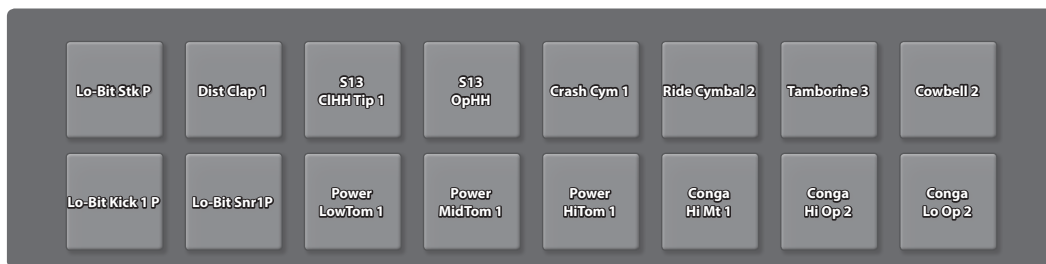 Lo-Bit Stk P
Dist Clap 1
S13
ClHH Tip 1
S13
OpHH
Crash Cym 1
Ride Cymbal 2
Tamborine 3
Cowbell 2
Lo-Bit Kick 1 P
Lo-Bit Snr1P
Power
LowTom 1
Power
MidTom 1
Power
HiTom 1
Conga
Hi Mt 1
Conga
Hi Op 2
Conga
Lo Op 2